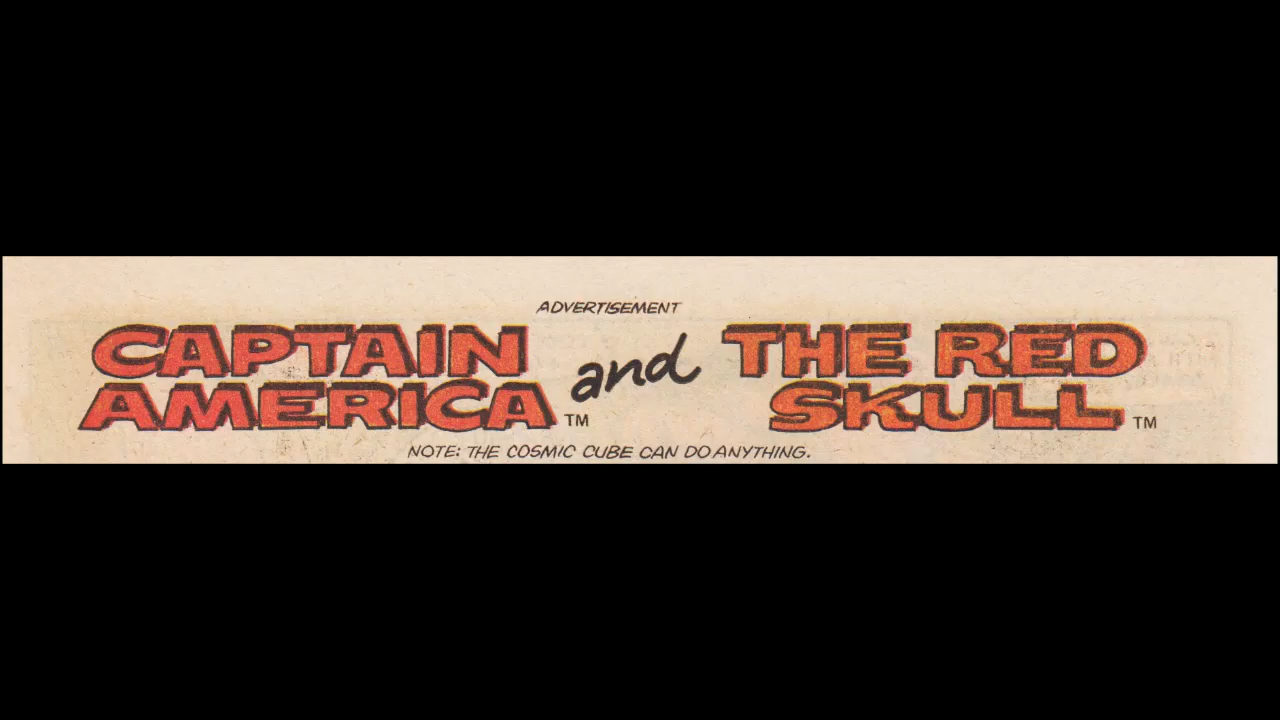 ADVERTISEMENT
CAPTAIN AMERICA™ and THE RED SKULL™
NOTE: THE COSMIC CUBE CAN DO ANYTHING.